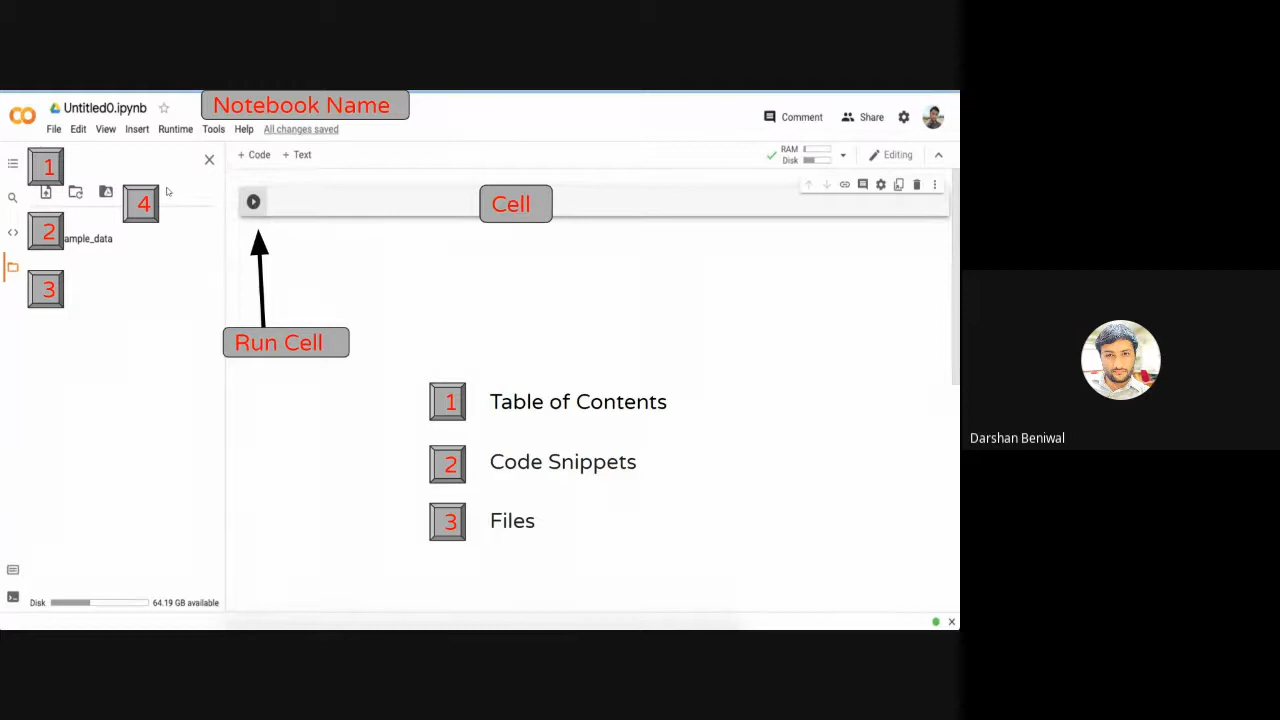 Untitled0.ipynb
Notebook Name
Comment
Share
File Edit View Insert Runtime Tools Help All changes saved
+ Code + Text
RAM
Disk
Editing
1
4
2
ample_data
3
Cell
Run Cell
1 Table of Contents
2 Code Snippets
3 Files
Disk 64.19 GB available
Darshan Beniwal